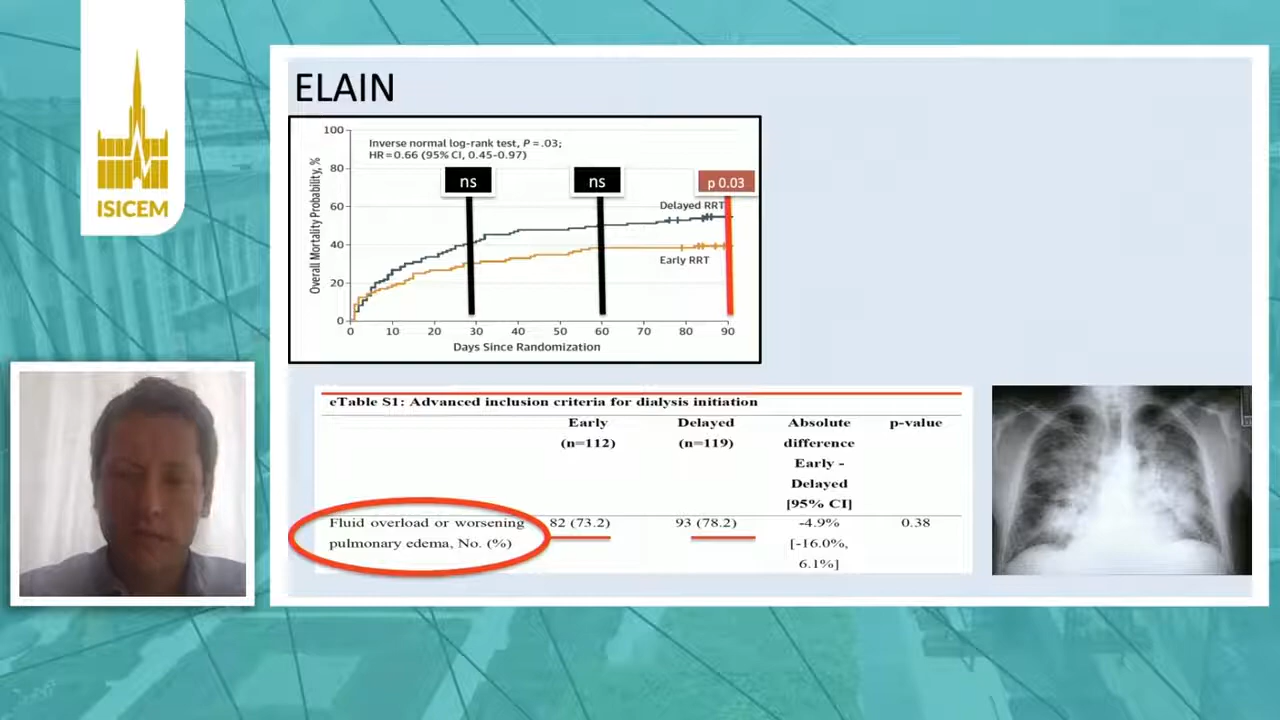 ISICEM
ELAIN
100
80
60
40
20
0
Overall Mortality Probability, %
Inverse normal log-rank test, P = .03;
HR=0.66 (95% CI, 0.45-0.97)
ns
ns
p 0.03
Delayed RRT
Early RRT
0 10 20 30 40 50 60 70 80 90
Days Since Randomization
eTable S1: Advanced inclusion criteria for dialysis initiation
Early Delayed Absolute p-value
(n=112) (n=119) difference
Early -
Delayed
[95% CI]
Fluid overload or worsening 82 (73.2) 93 (78.2) -4.9% 0.38
pulmonary edema, No. (%) [-16.0%,
6.1%]